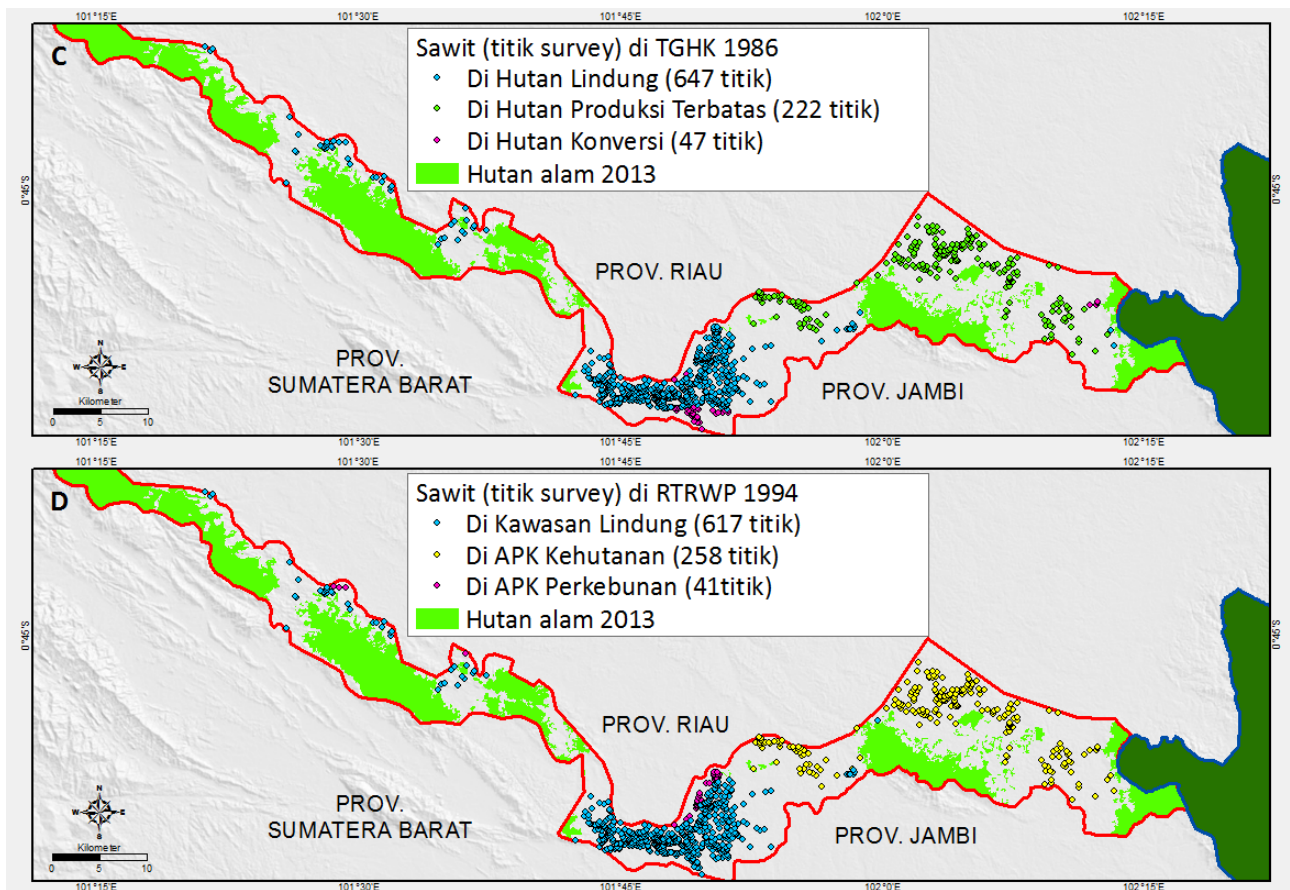 101°15'E 101°30'E 101°45'E 102°0'E 102°15'E
C
Sawit (titik survey) di TGHK 1986
Di Hutan Lindung (647 titik)
Di Hutan Produksi Terbatas (222 titik)
Di Hutan Konversi (47 titik)
Hutan alam 2013
0°45'S 0°45'S
PROV. RIAU
PROV.
SUMATERA BARAT
PROV. JAMBI
N
W E
S
Kilometer
0 5 10
101°15'E 101°30'E 101°45'E 102°0'E 102°15'E
101°15'E 101°30'E 101°45'E 102°0'E 102°15'E
D
Sawit (titik survey) di RTRWP 1994
Di Kawasan Lindung (617 titik)
Di APK Kehutanan (258 titik)
Di APK Perkebunan (41titik)
Hutan alam 2013
0°45'S 0°45'S
PROV. RIAU
PROV.
SUMATERA BARAT
PROV. JAMBI
N
W E
S
Kilometer
0 5 10
101°15'E 101°30'E 101°45'E 102°0'E 102°15'E